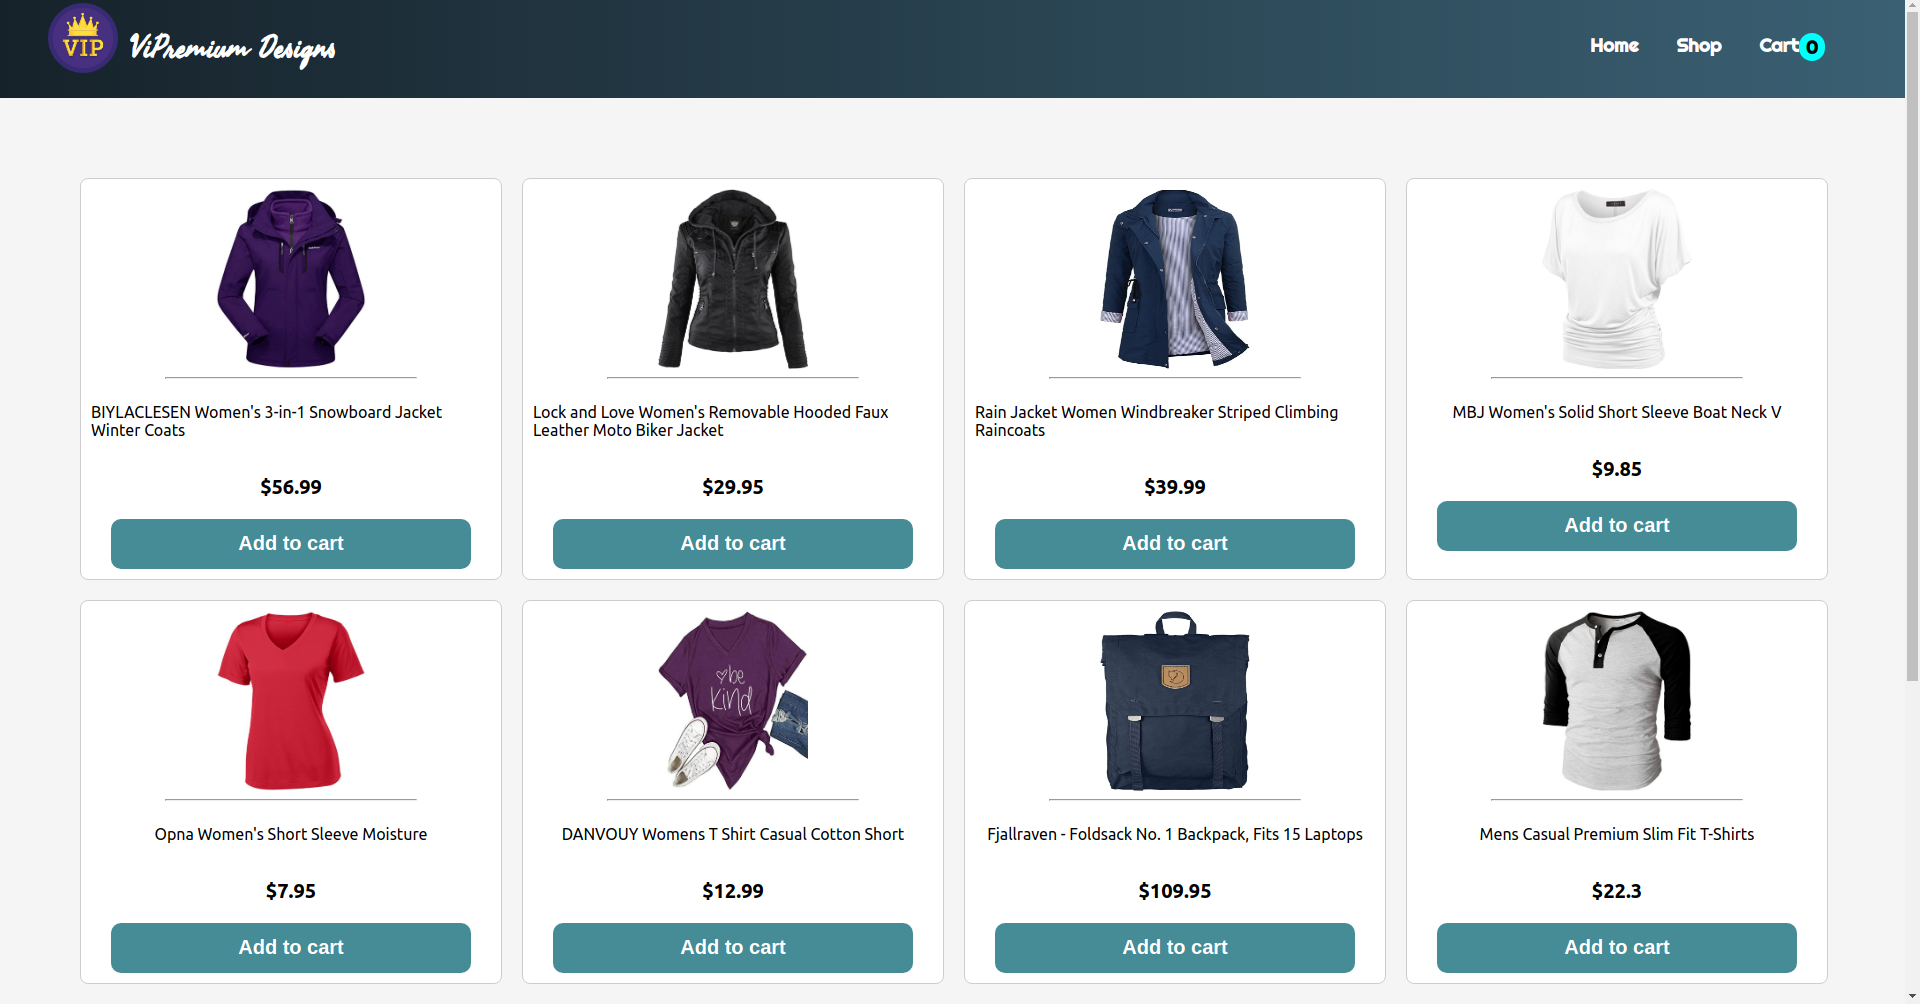 VIP
ViPremium Designs
Home
Shop
Cart
0
BIYLACLESEN Women's 3-in-1 Snowboard Jacket
Winter Coats
$56.99
Add to cart
Lock and Love Women's Removable Hooded Faux
Leather Moto Biker Jacket
$29.95
Add to cart
Rain Jacket Women Windbreaker Striped Climbing
Raincoats
$39.99
Add to cart
MBJ Women's Solid Short Sleeve Boat Neck V
$9.85
Add to cart
Opna Women's Short Sleeve Moisture
$7.95
Add to cart
be
kind
DANVOUY Womens T Shirt Casual Cotton Short
$12.99
Add to cart
Fjallraven - Foldsack No. 1 Backpack, Fits 15 Laptops
$109.95
Add to cart
Mens Casual Premium Slim Fit T-Shirts
$22.3
Add to cart